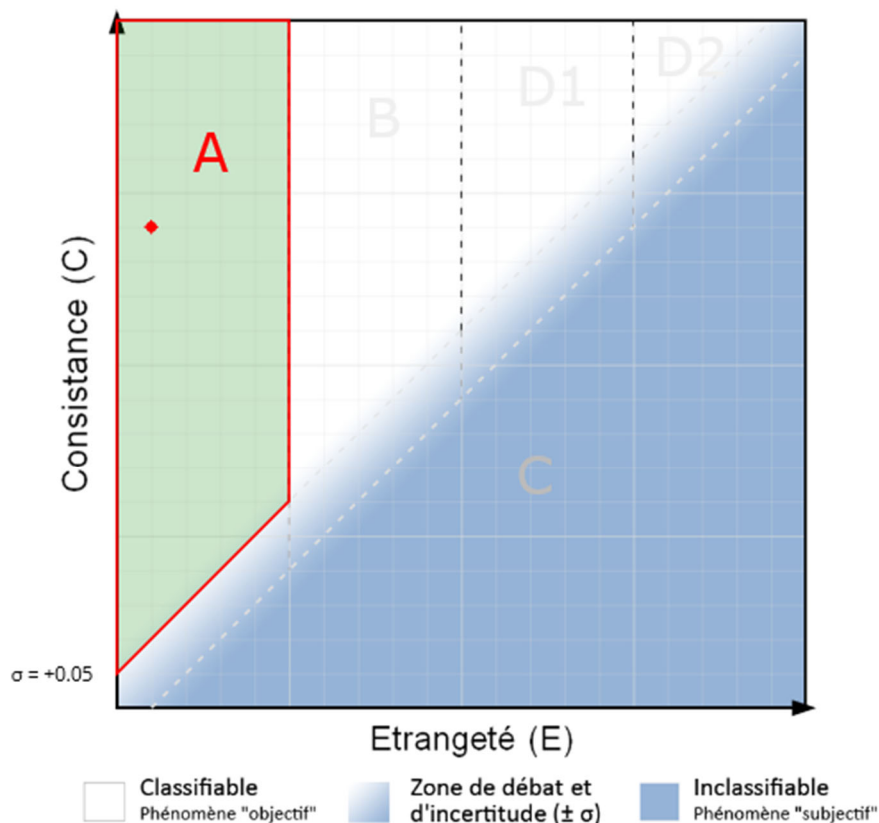 D2
D1
B
A
Consistance (C)
C
σ = +0.05
Etrangeté (E)
Classifiable
Phénomène "objectif"
Zone de débat et
d'incertitude (± σ)
Inclassifiable
Phénomène "subjectif"